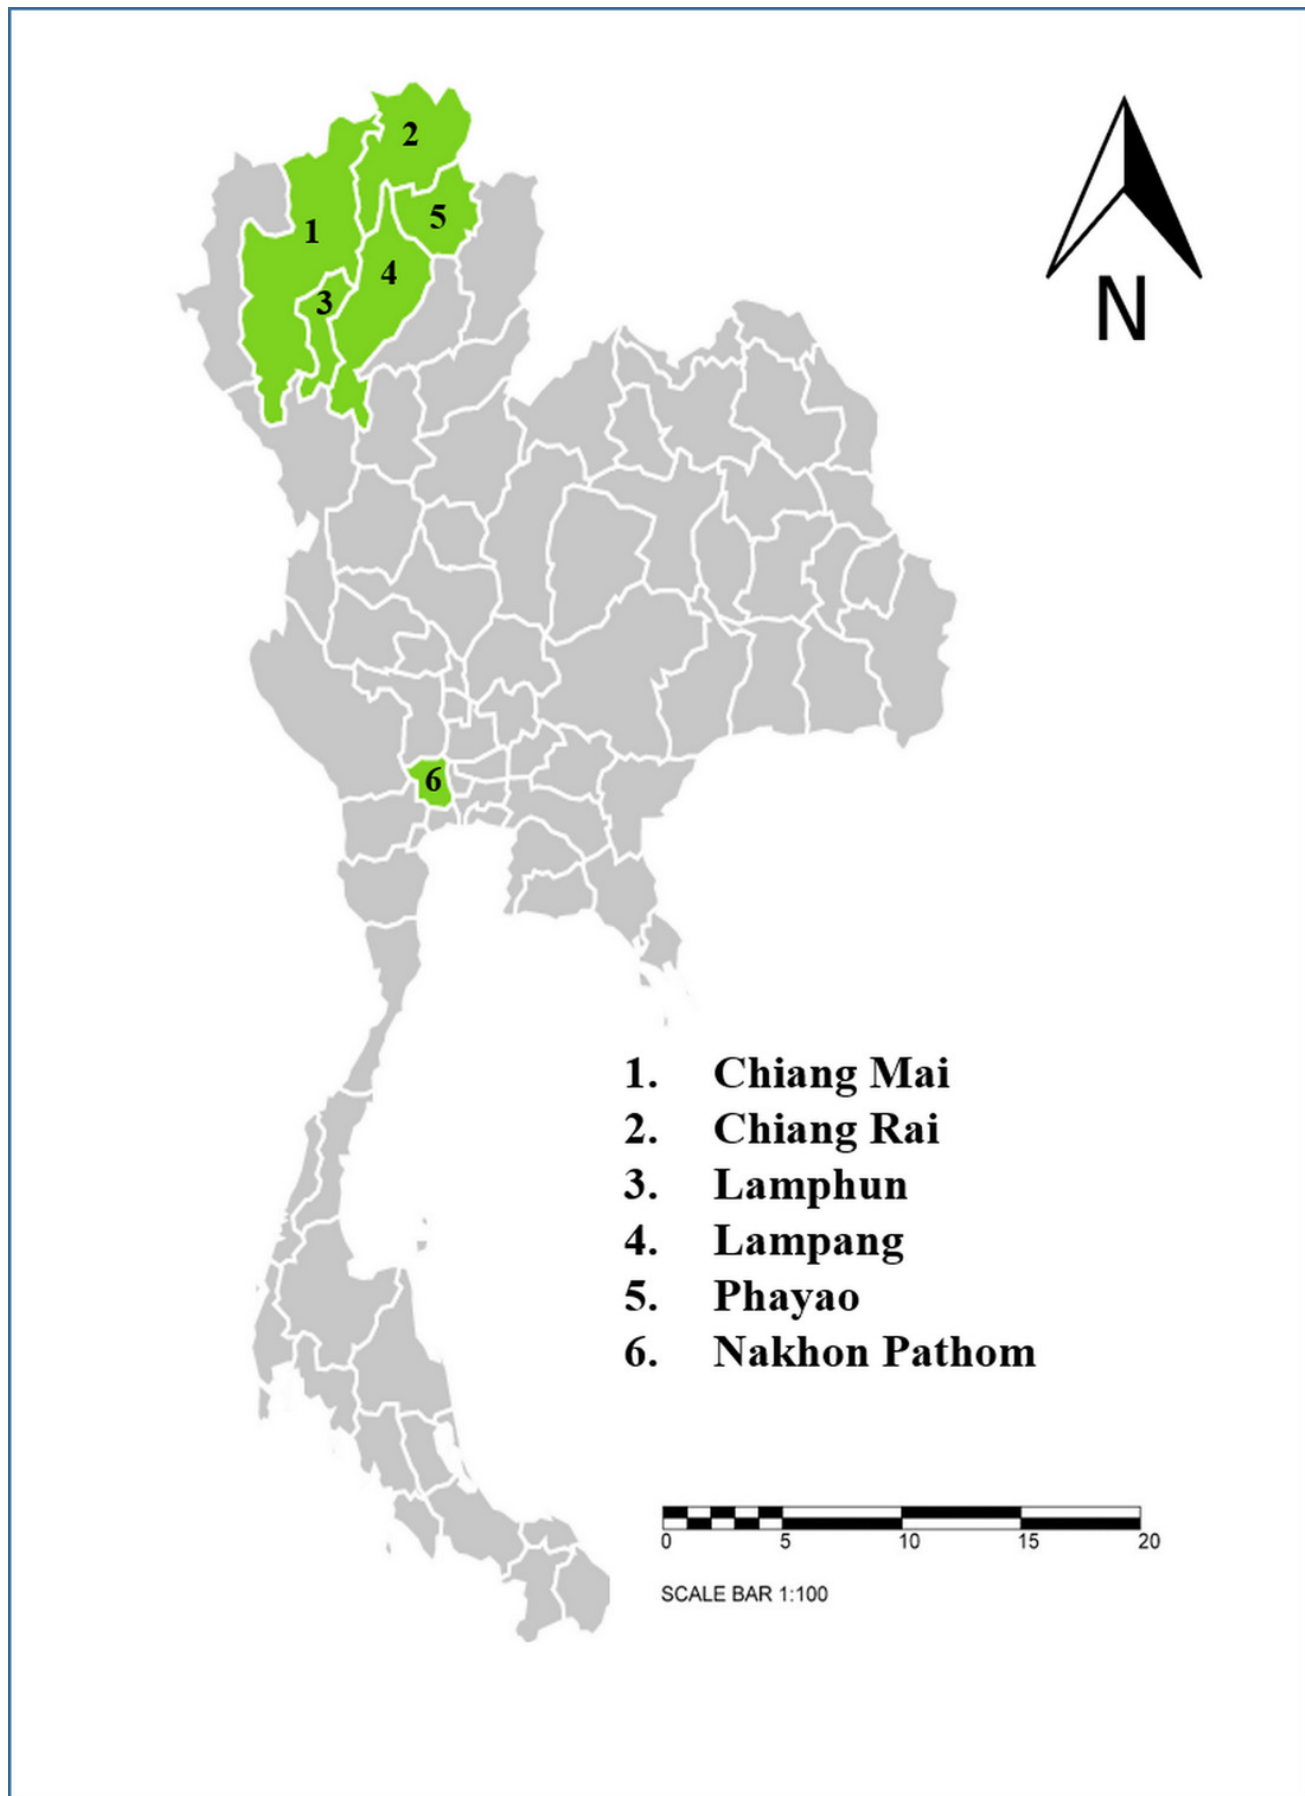 2
1
5
4
3
N
6
1. Chiang Mai
2. Chiang Rai
3. Lamphun
4. Lampang
5. Phayao
6. Nakhon Pathom
0 5 10 15 20
SCALE BAR 1:100